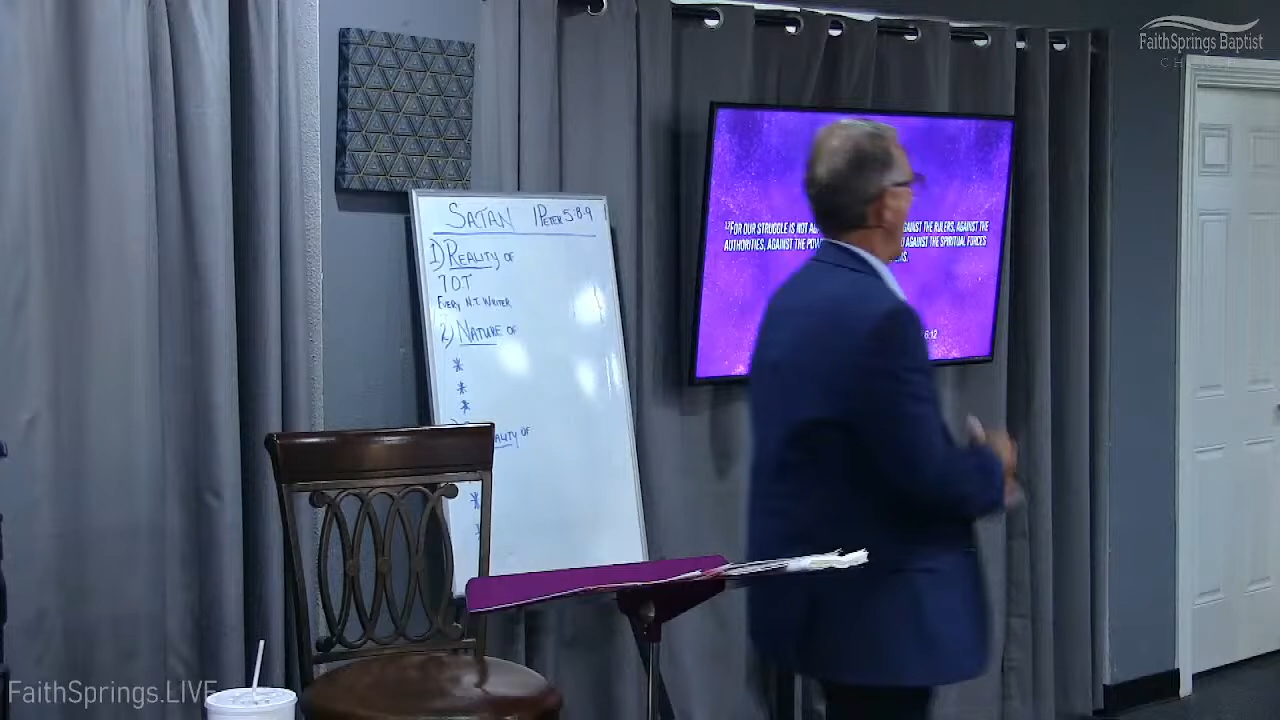 FaithSprings Baptist
SATAN 1 PETER 5:8-9
1) REALITY OF
7 OT
EVERY N.T. WRITER
2) NATURE OF
*
*
*
ALITY OF
*
12FOR OUR STRUGGLE IS NOT AGAINST THE RULERS, AGAINST THE
AUTHORITIES, AGAINST THE AGAINST THE SPIRITUAL FORCES
6:12
FaithSprings.LIVE